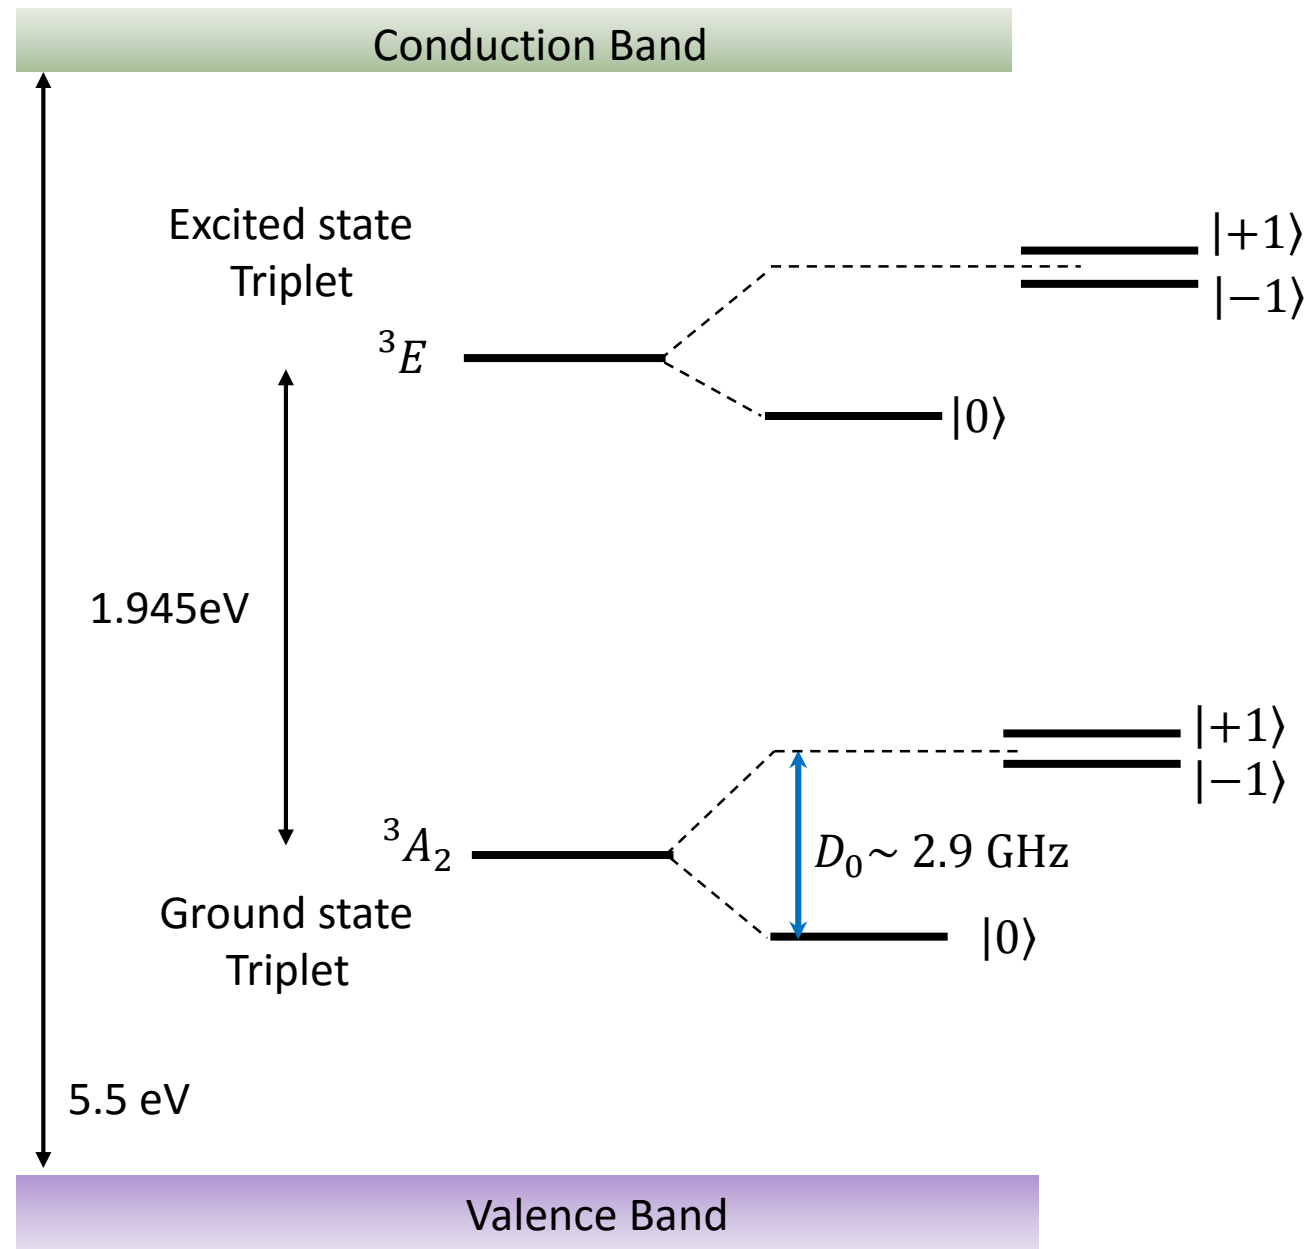 Conduction Band
Excited state
Triplet
|+1⟩
|−1⟩
³E
|0⟩
1.945eV
|+1⟩
|−1⟩
³A₂
D₀~ 2.9 GHz
Ground state
Triplet
|0⟩
5.5 eV
Valence Band